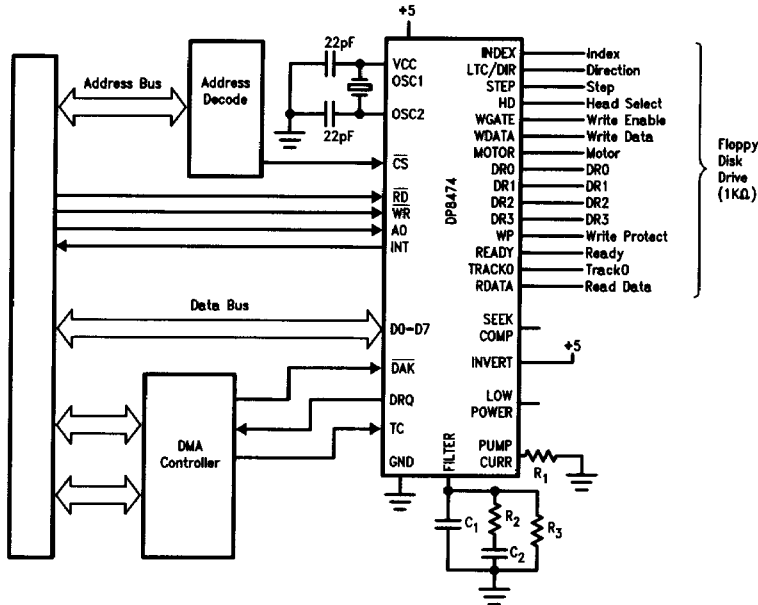 +5
22pF
22pF
Address Bus
Address
Decode
VCC
OSC1
OSC2
CS
RD
WR
A0
INT
Data Bus
D0-D7
DAK
DRQ
TC
GND
DMA
Controller
DP8474
FILTER
INDEX
LTC/DIR
STEP
HD
WGATE
WDATA
MOTOR
DR0
DR1
DR2
DR3
WP
READY
TRACK0
RDATA
SEEK
COMP
INVERT
LOW
POWER
PUMP
CURR
Index
Direction
Step
Head Select
Write Enable
Write Data
Motor
DR0
DR1
DR2
DR3
Write Protect
Ready
Track0
Read Data
Floppy
Disk
Drive
(1KΩ)
+5
R1
C1
R2
C2
R3